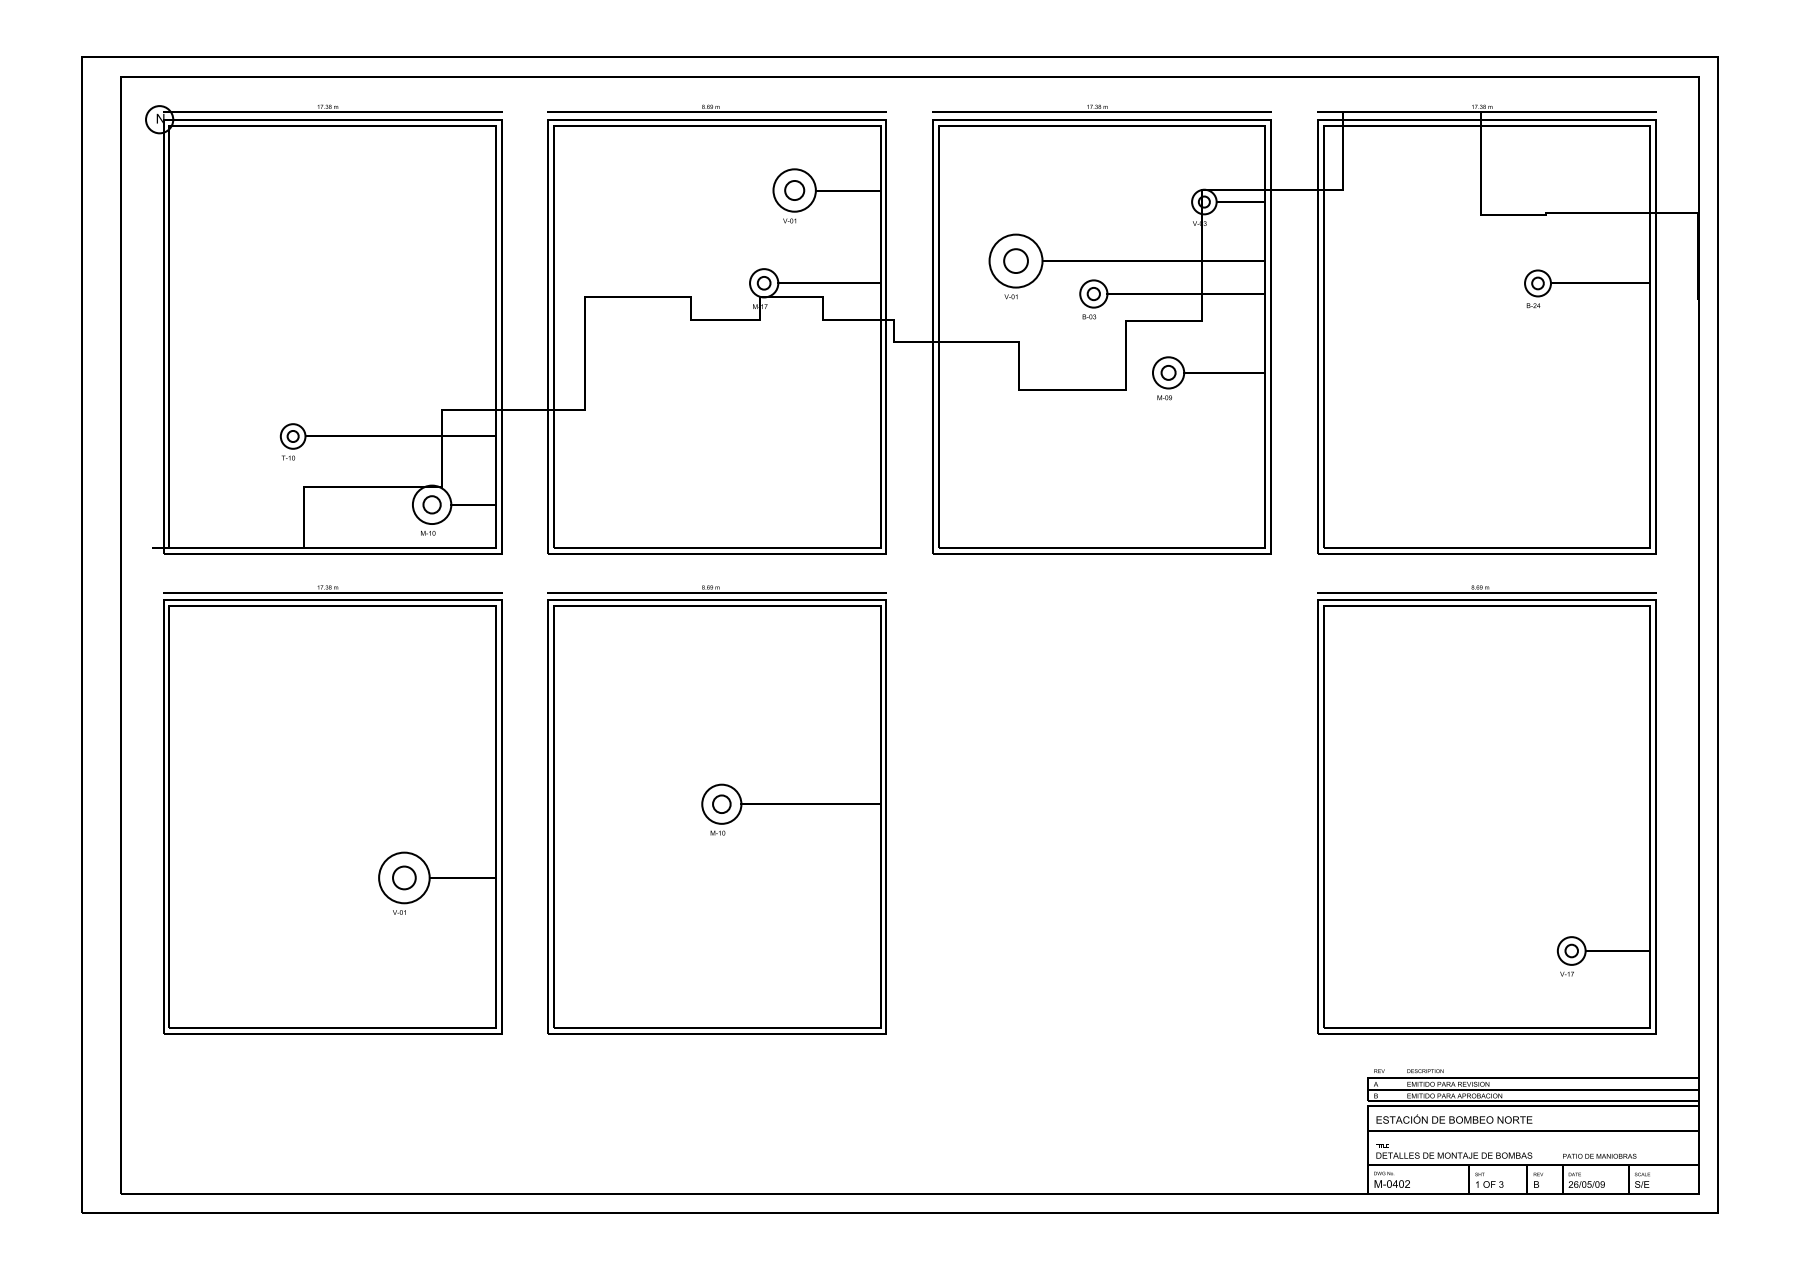 N
17.38 m
8.69 m
17.38 m
17.38 m
V-01
V-03
M-17
V-01
B-03
B-24
M-09
T-10
M-10
17.38 m
8.69 m
8.69 m
M-10
V-01
V-17
REV DESCRIPTION
A EMITIDO PARA REVISION
B EMITIDO PARA APROBACION
ESTACIÓN DE BOMBEO NORTE
TITLE
DETALLES DE MONTAJE DE BOMBAS PATIO DE MANIOBRAS
DWG No. SHT REV DATE SCALE
M-0402 1 OF 3 B 26/05/09 S/E